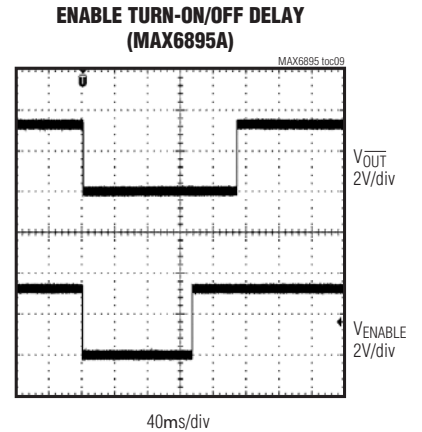 ENABLE TURN-ON/OFF DELAY
(MAX6895A)
MAX6895 toc09
T
VOUT
2V/div
VENABLE
2V/div
40ms/div